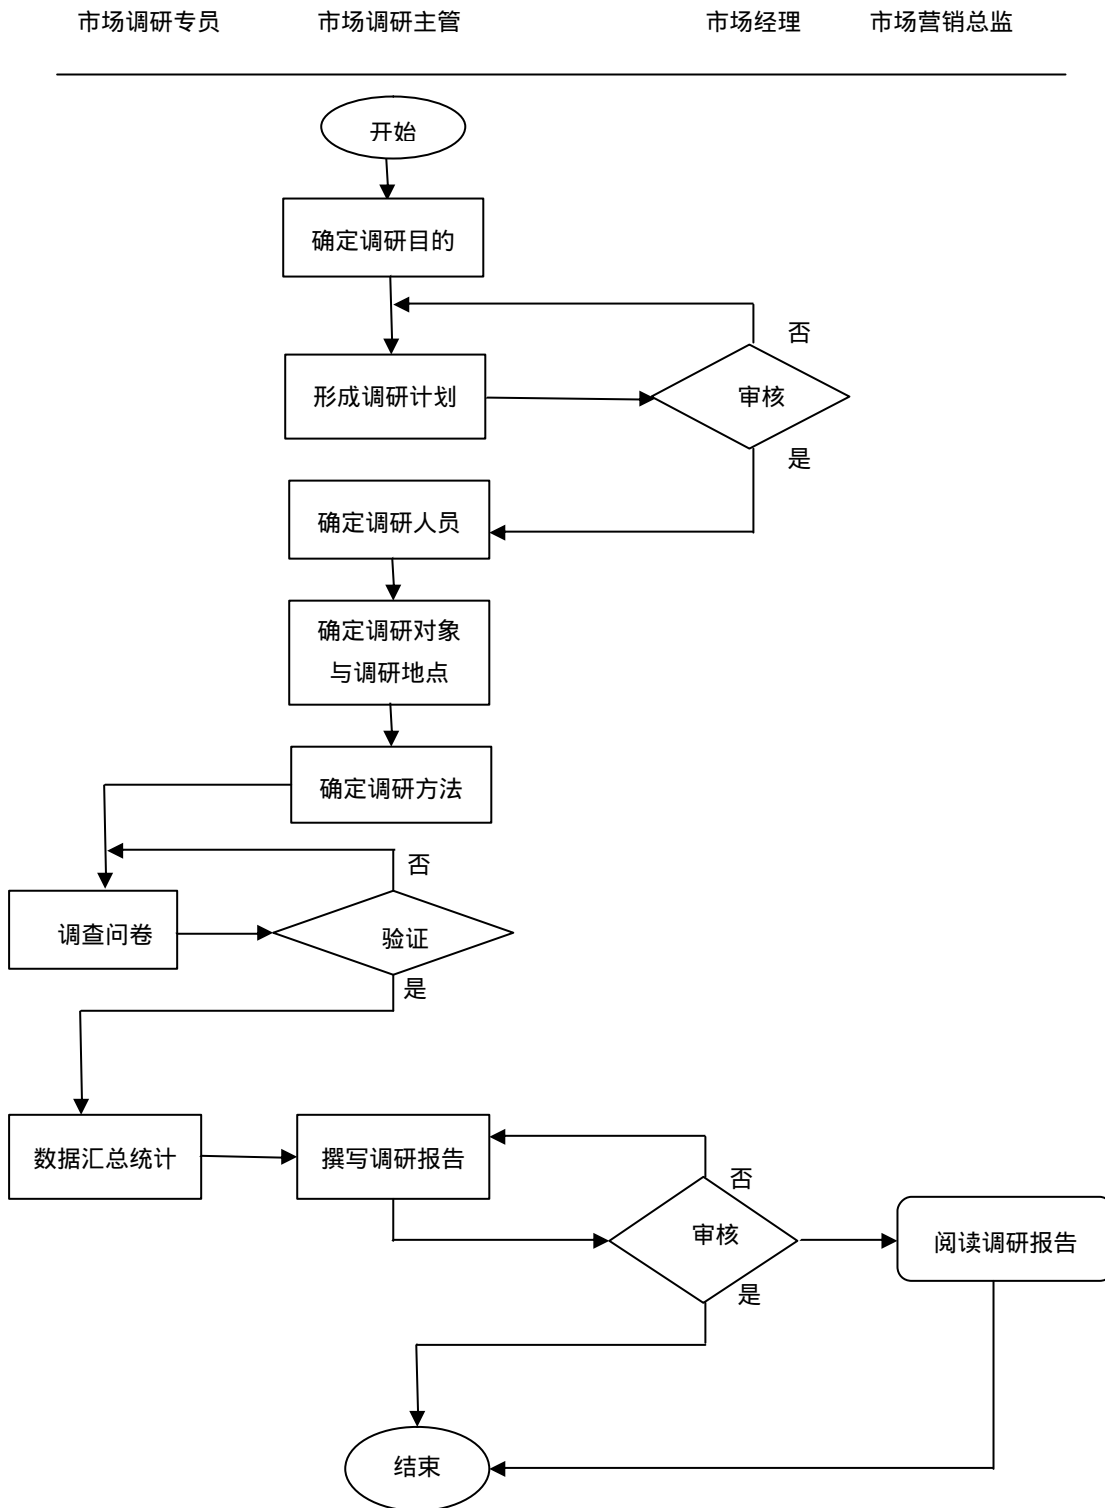 市场调研专员 市场调研主管 市场经理 市场营销总监
开始
确定调研目的
否
形成调研计划
审核
是
确定调研人员
确定调研对象
与调研地点
确定调研方法
否
调查问卷
验证
是
数据汇总统计
撰写调研报告
否
审核
阅读调研报告
是
结束